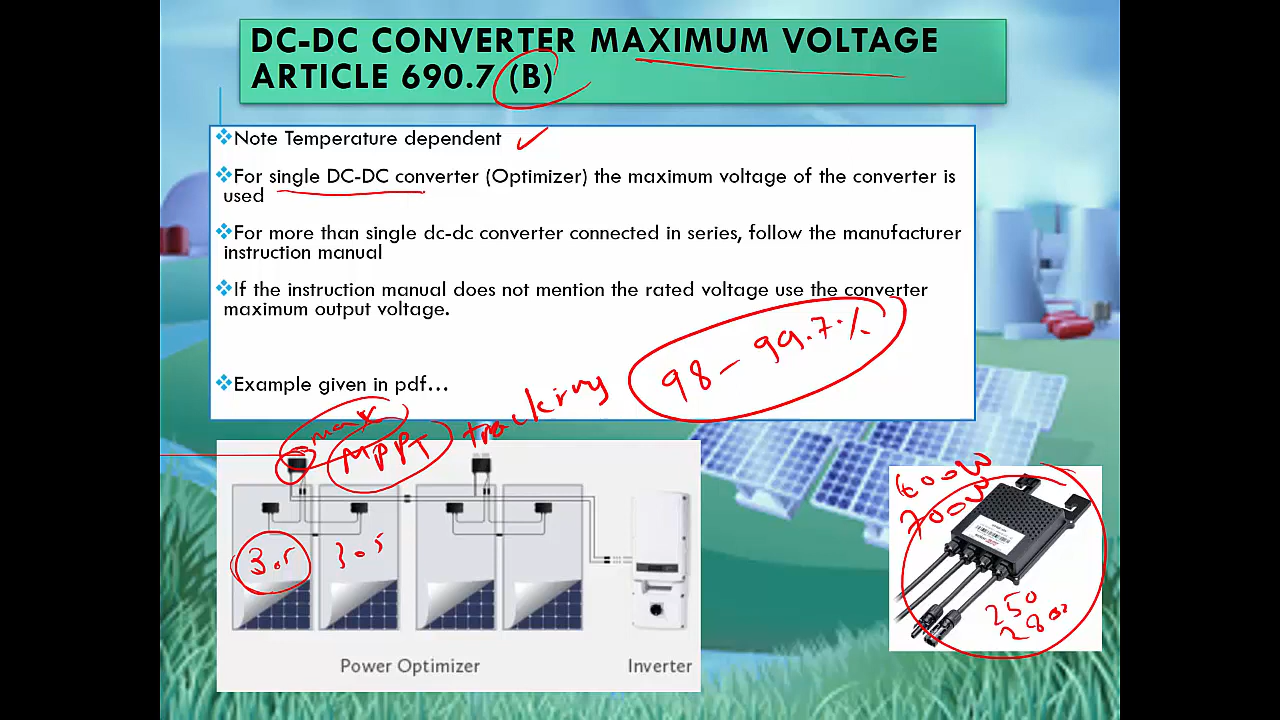 DC-DC CONVERTER MAXIMUM VOLTAGE
ARTICLE 690.7 (B)
Note Temperature dependent
For single DC-DC converter (Optimizer) the maximum voltage of the converter is
used
For more than single dc-dc converter connected in series, follow the manufacturer
instruction manual
If the instruction manual does not mention the rated voltage use the converter
maximum output voltage.
98 - 99.7%
Example given in pdf...
max
MPPT tracking
600W
700W
305 305
250
280
Power Optimizer Inverter